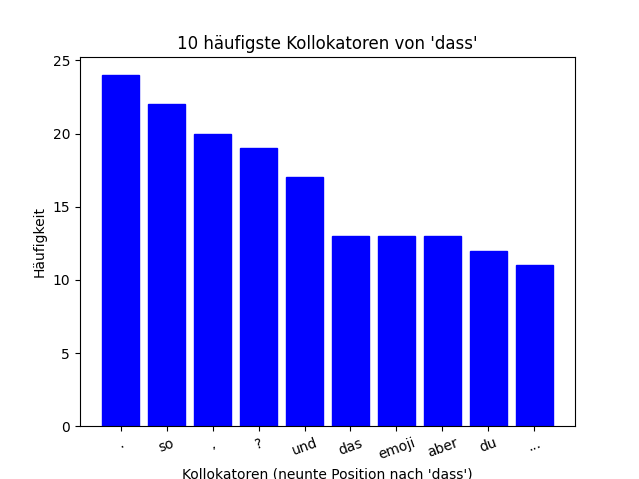 10 häufigste Kollokatoren von 'dass'
Häufigkeit
25
20
15
10
5
0
. so , ? und das emoji aber du ...
Kollokatoren (neunte Position nach 'dass')